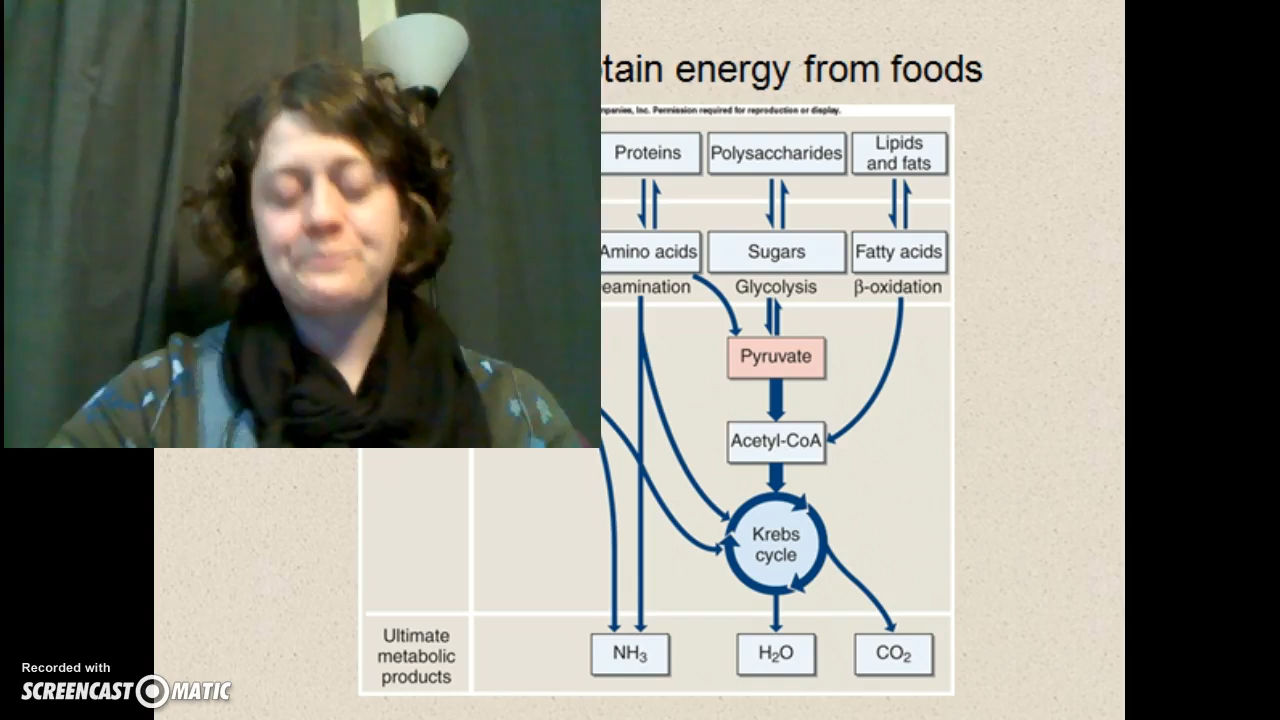 tain energy from foods
mpanies, Inc. Permission required for reproduction or display.
Proteins
Polysaccharides
Lipids
and fats
Amino acids
Sugars
Fatty acids
eamination
Glycolysis
β-oxidation
Pyruvate
Acetyl-CoA
Krebs
cycle
Ultimate
metabolic
products
NH₃
H₂O
CO₂
Recorded with
SCREENCAST O MATIC